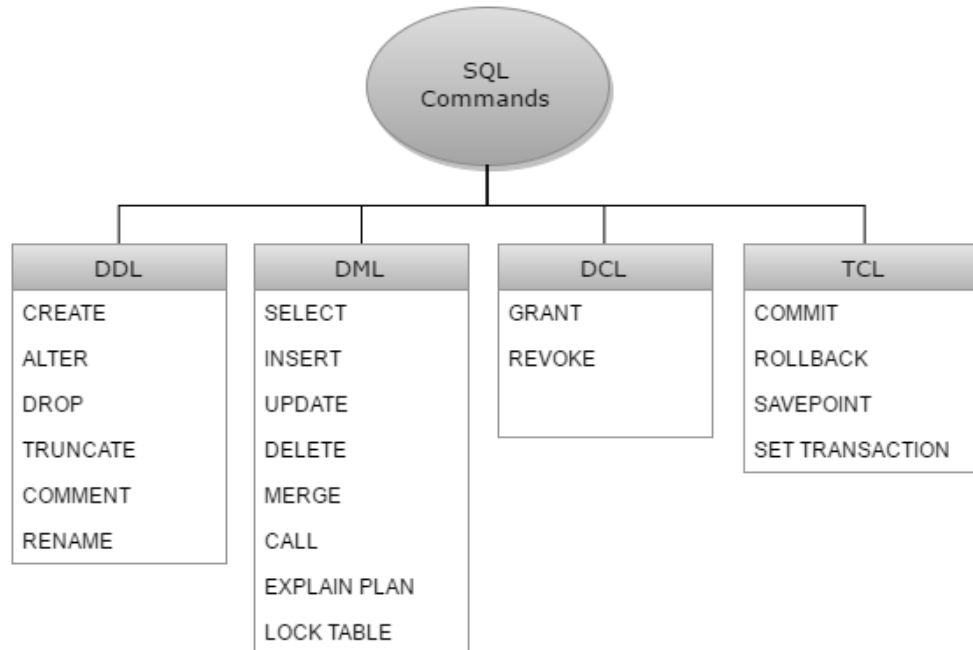 SQL
Commands
DDL
CREATE
ALTER
DROP
TRUNCATE
COMMENT
RENAME
DML
SELECT
INSERT
UPDATE
DELETE
MERGE
CALL
EXPLAIN PLAN
LOCK TABLE
DCL
GRANT
REVOKE
TCL
COMMIT
ROLLBACK
SAVEPOINT
SET TRANSACTION